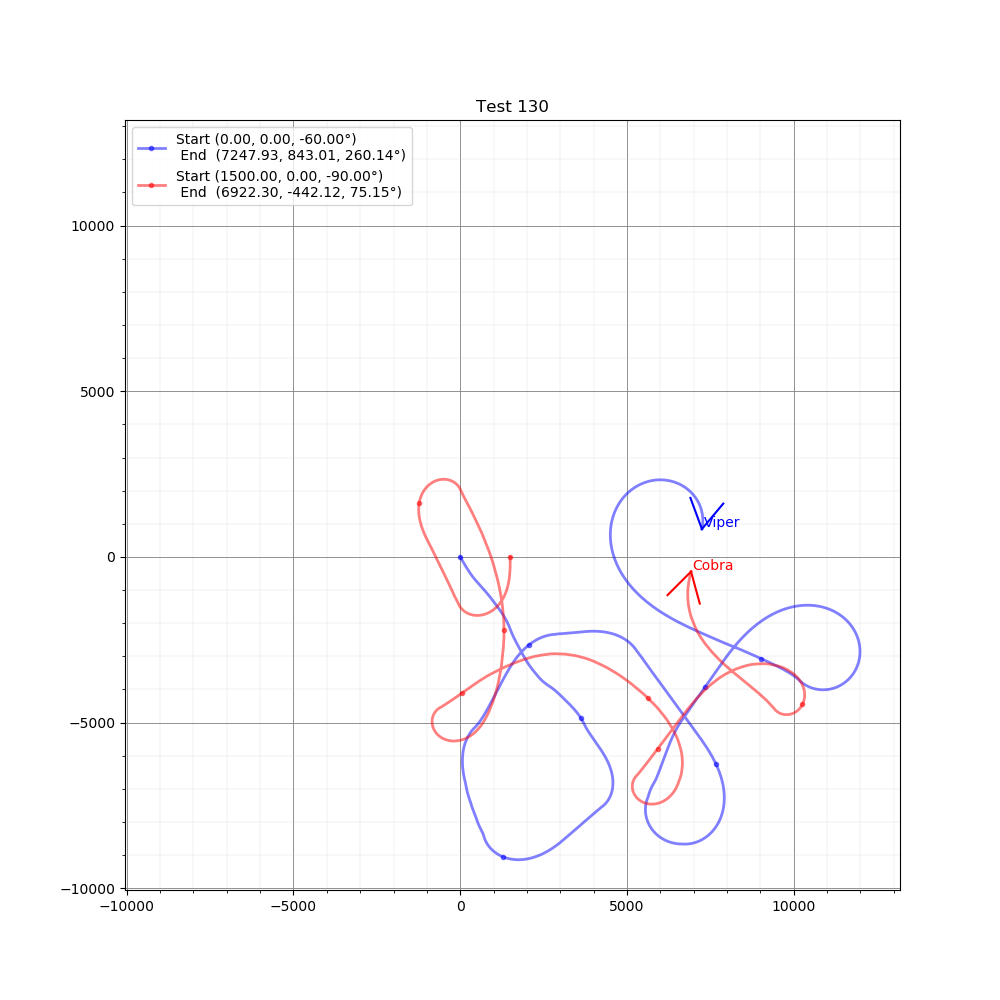 Test 130
Start (0.00, 0.00, -60.00°)
End (7247.93, 843.01, 260.14°)
Start (1500.00, 0.00, -90.00°)
End (6922.30, -442.12, 75.15°)
10000
5000
0
−5000
−10000
Viper
Cobra
−10000 −5000 0 5000 10000